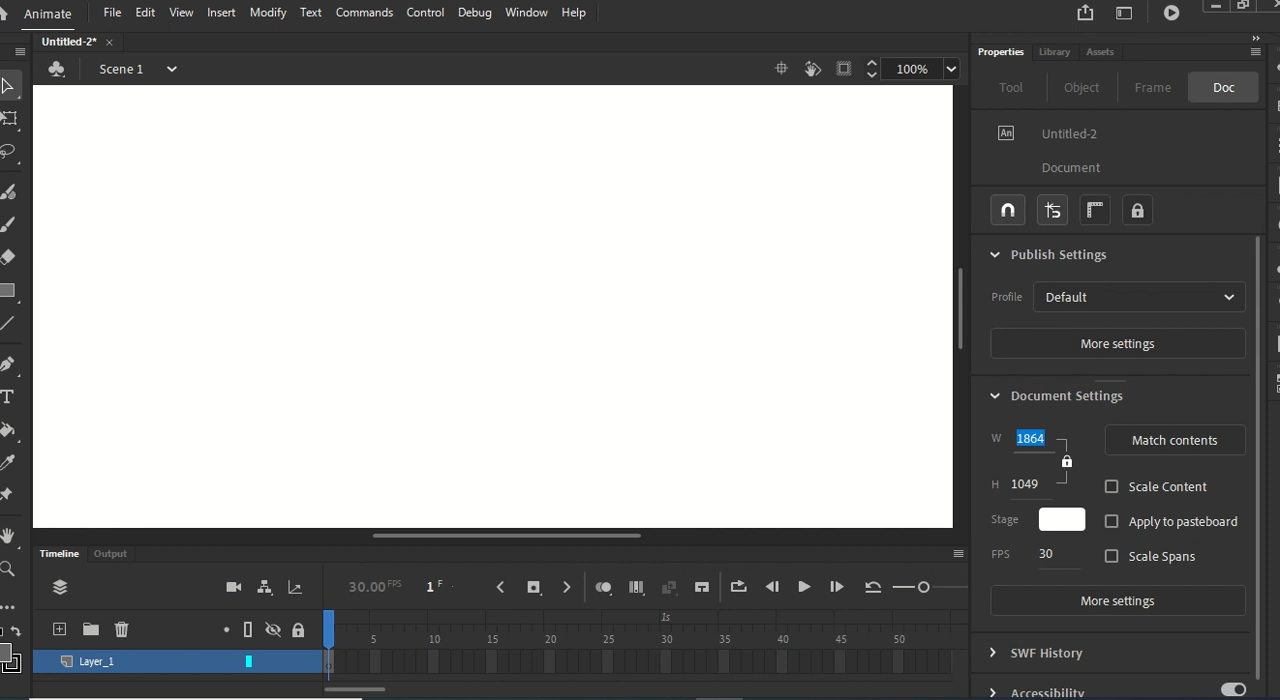 Animate File Edit View Insert Modify Text Commands Control Debug Window Help
Untitled-2*
Scene 1 100%
Properties Library Assets
Tool Object Frame Doc
An Untitled-2
Document
Publish Settings
Profile Default
More settings
Document Settings
W 1864 Match contents
H 1049 Scale Content
Stage Apply to pasteboard
FPS 30 Scale Spans
More settings
SWF History
Accessibility
Timeline Output
30.00 FPS 1 F
1s
5 10 15 20 25 30 35 40 45 50
Layer_1